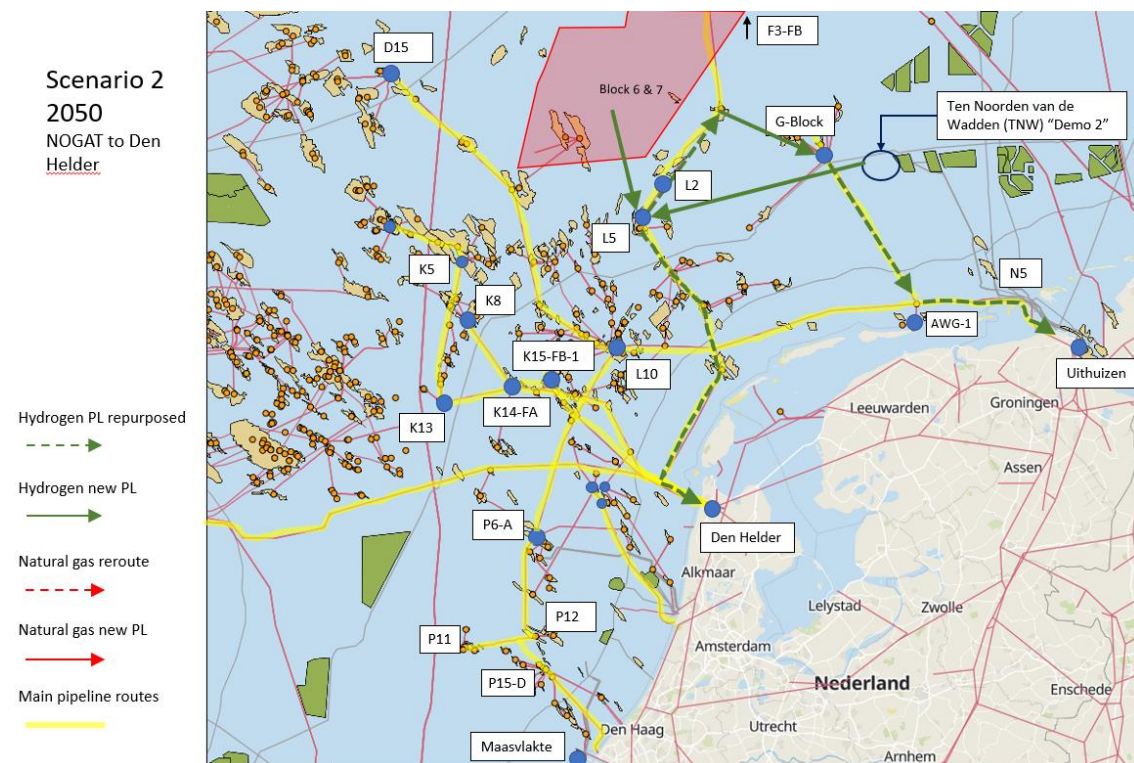 Scenario 2
2050
NOGAT to Den
Helder
Hydrogen PL repurposed
Hydrogen new PL
Natural gas reroute
Natural gas new PL
Main pipeline routes
D15
F3-FB
Block 6 & 7
G-Block
Ten Noorden van de
Wadden (TNW) “Demo 2”
L2
L5
K5
N5
K8
AWG-1
K15-FB-1
L10
Uithuizen
K14-FA
K13
Leeuwarden
Groningen
Assen
P6-A
Den Helder
Alkmaar
Lelystad
Zwolle
P12
P11
Amsterdam
P15-D
Nederland
Enschede
Den Haag
Utrecht
Maasvlakte
Arnhem